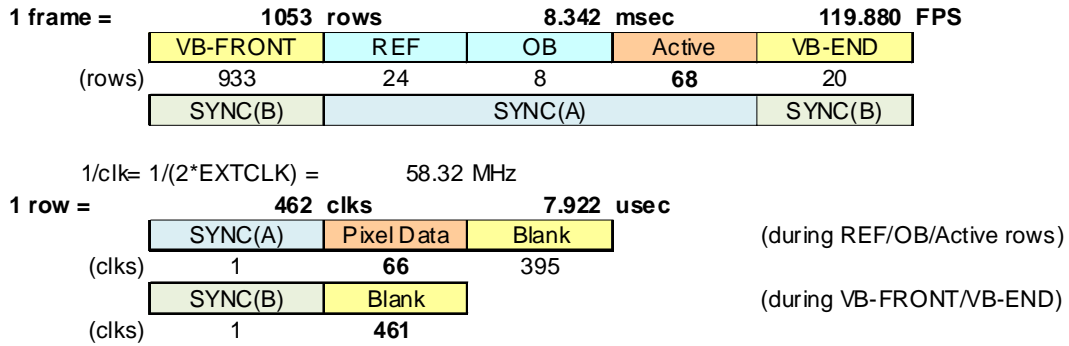 1 frame = 1053 rows 8.342 msec 119.880 FPS
VB-FRONT REF OB Active VB-END
(rows) 933 24 8 68 20
SYNC(B) SYNC(A) SYNC(B)
1/clk= 1/(2*EXTCLK) = 58.32 MHz
1 row = 462 clks 7.922 usec
SYNC(A) Pixel Data Blank (during REF/OB/Active rows)
(clks) 1 66 395
SYNC(B) Blank (during VB-FRONT/VB-END)
(clks) 1 461